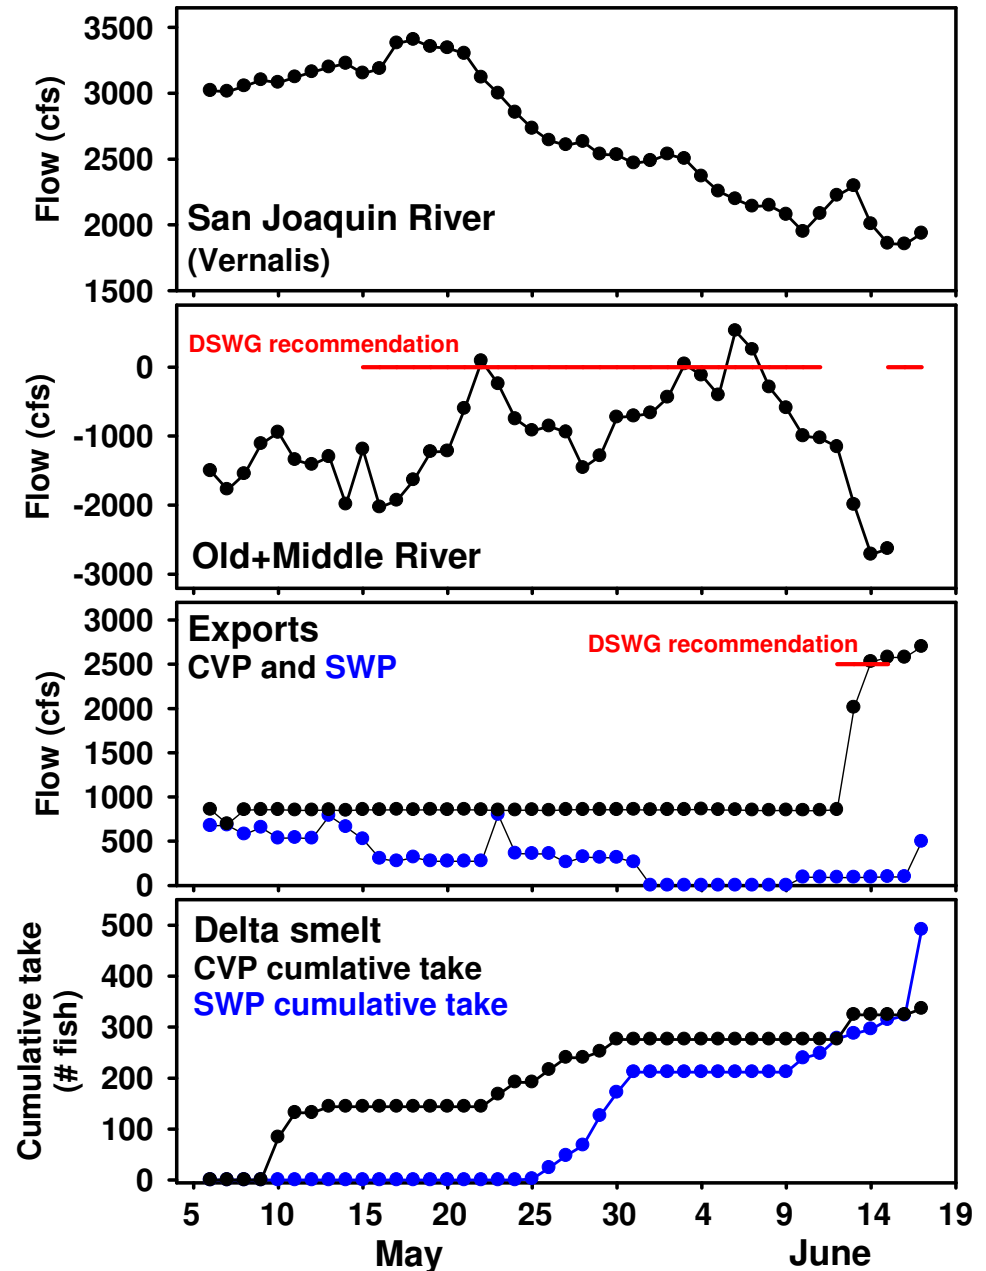 3500
3000
2500
2000
1500
Flow (cfs)
San Joaquin River
(Vernalis)
0
-1000
-2000
-3000
Flow (cfs)
DSWG recommendation
Old+Middle River
3000
2500
2000
1500
1000
500
0
Flow (cfs)
Exports
CVP and SWP
DSWG recommendation
500
400
300
200
100
0
Cumulative take
(# fish)
Delta smelt
CVP cumlative take
SWP cumulative take
5 10 15 20 25 30 4 9 14 19
May June